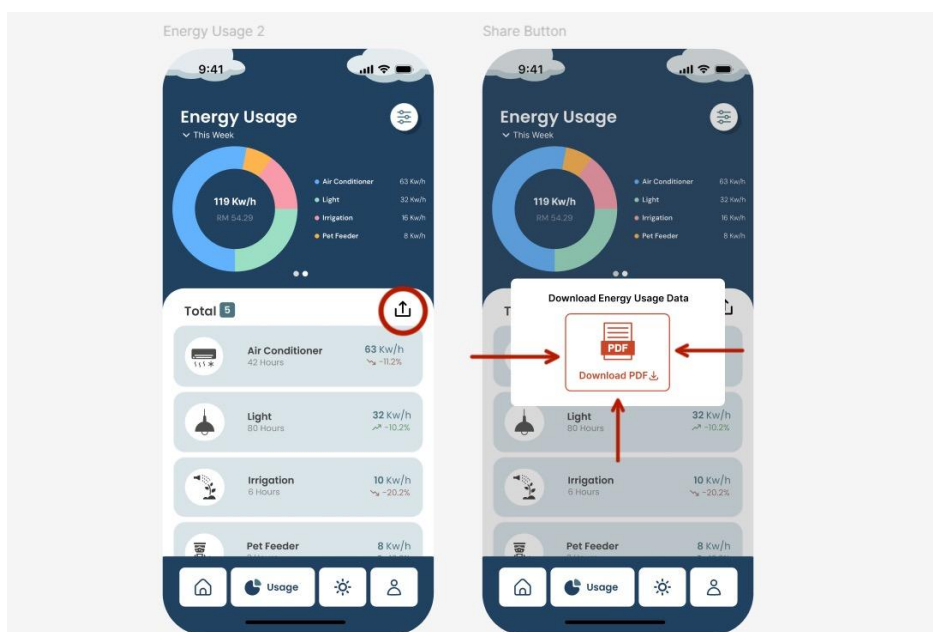 Energy Usage 2
9:41
Energy Usage
This Week
119 Kw/h
RM 54.29
Air Conditioner 63 Kw/h
Light 32 Kw/h
Irrigation 16 Kw/h
Pet Feeder 8 Kw/h
Total 5
Air Conditioner 63 Kw/h
42 Hours -11.2%
Light 32 Kw/h
80 Hours ~10.2%
Irrigation 10 Kw/h
6 Hours ~20.2%
Pet Feeder 8 Kw/h
Usage
Share Button
9:41
Energy Usage
This Week
119 Kw/h
RM 54.29
Air Conditioner 63 Kw/h
Light 32 Kw/h
Irrigation 16 Kw/h
Pet Feeder 8 Kw/h
Download Energy Usage Data
PDF
Download PDF
Light 32 Kw/h
80 Hours ~10.2%
Irrigation 10 Kw/h
6 Hours ~20.2%
Pet Feeder 8 Kw/h
Usage